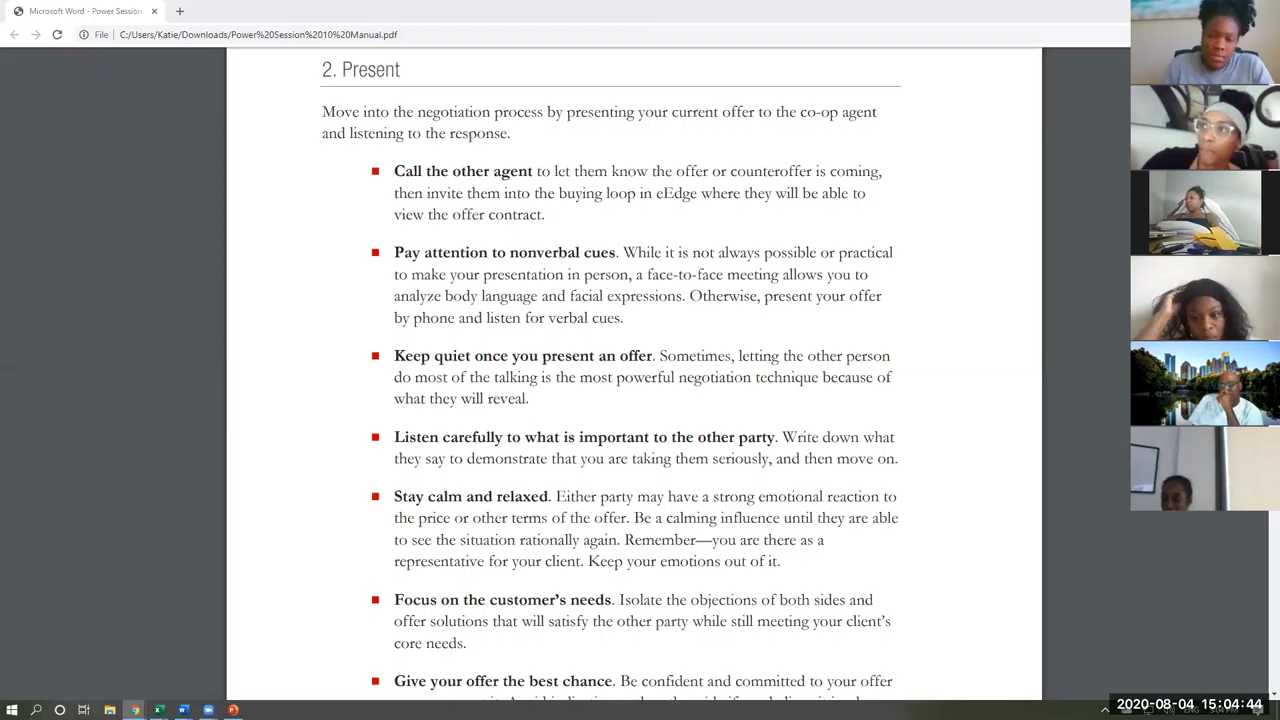 Microsoft Word - Power Session
File
C:/Users/Katie/Downloads/Power%20Session%2010%20Manual.pdf
2. Present
Move into the negotiation process by presenting your current offer to the co-op agent
and listening to the response.
Call the other agent to let them know the offer or counteroffer is coming,
then invite them into the buying loop in eEdge where they will be able to
view the offer contract.
Pay attention to nonverbal cues. While it is not always possible or practical
to make your presentation in person, a face-to-face meeting allows you to
analyze body language and facial expressions. Otherwise, present your offer
by phone and listen for verbal cues.
Keep quiet once you present an offer. Sometimes, letting the other person
do most of the talking is the most powerful negotiation technique because of
what they will reveal.
Listen carefully to what is important to the other party. Write down what
they say to demonstrate that you are taking them seriously, and then move on.
Stay calm and relaxed. Either party may have a strong emotional reaction to
the price or other terms of the offer. Be a calming influence until they are able
to see the situation rationally again. Remember—you are there as a
representative for your client. Keep your emotions out of it.
Focus on the customer's needs. Isolate the objections of both sides and
offer solutions that will satisfy the other party while still meeting your client's
core needs.
Give your offer the best chance. Be confident and committed to your offer
2020-08-04 15:04:44